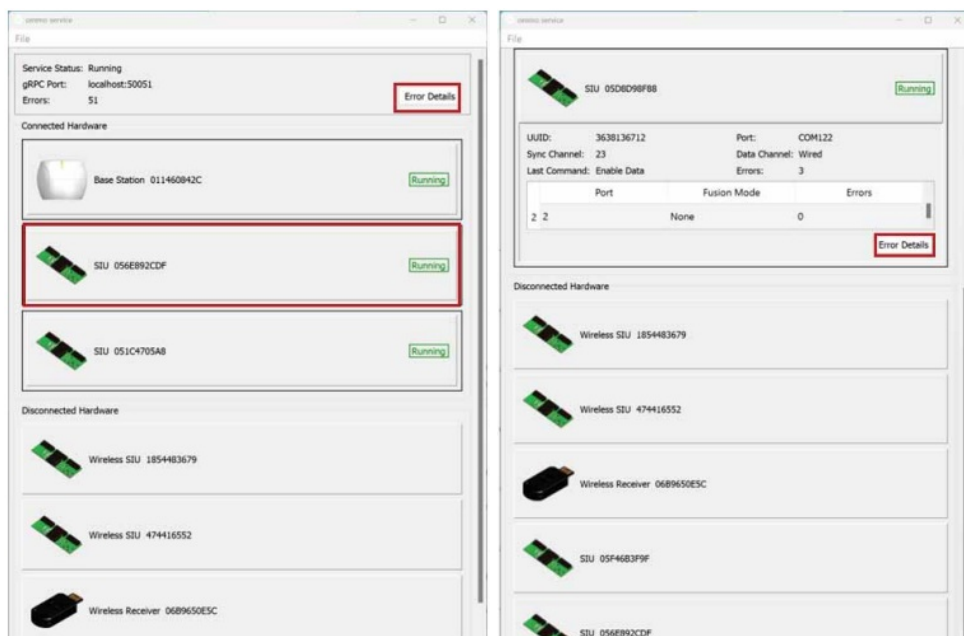 File
Service Status: Running
gRPC Port: localhost:50051
Errors: 51
Error Details
Connected Hardware
Base Station 011460842C
Running
SIU 056E892CDF
Running
SIU 051C4705A8
Running
Disconnected Hardware
Wireless SIU 1854483679
Wireless SIU 474416552
Wireless Receiver 06B9650E5C
File
SIU 05D8D98F88
Running
UUID: 3638136712 Port: COM122
Sync Channel: 23 Data Channel: Wired
Last Command: Enable Data Errors: 3
Port Fusion Mode Errors
2 2 None 0
Error Details
Disconnected Hardware
Wireless SIU 1854483679
Wireless SIU 474416552
Wireless Receiver 06B9650E5C
SIU 05F46B3F9F
SIU 056E892CDF